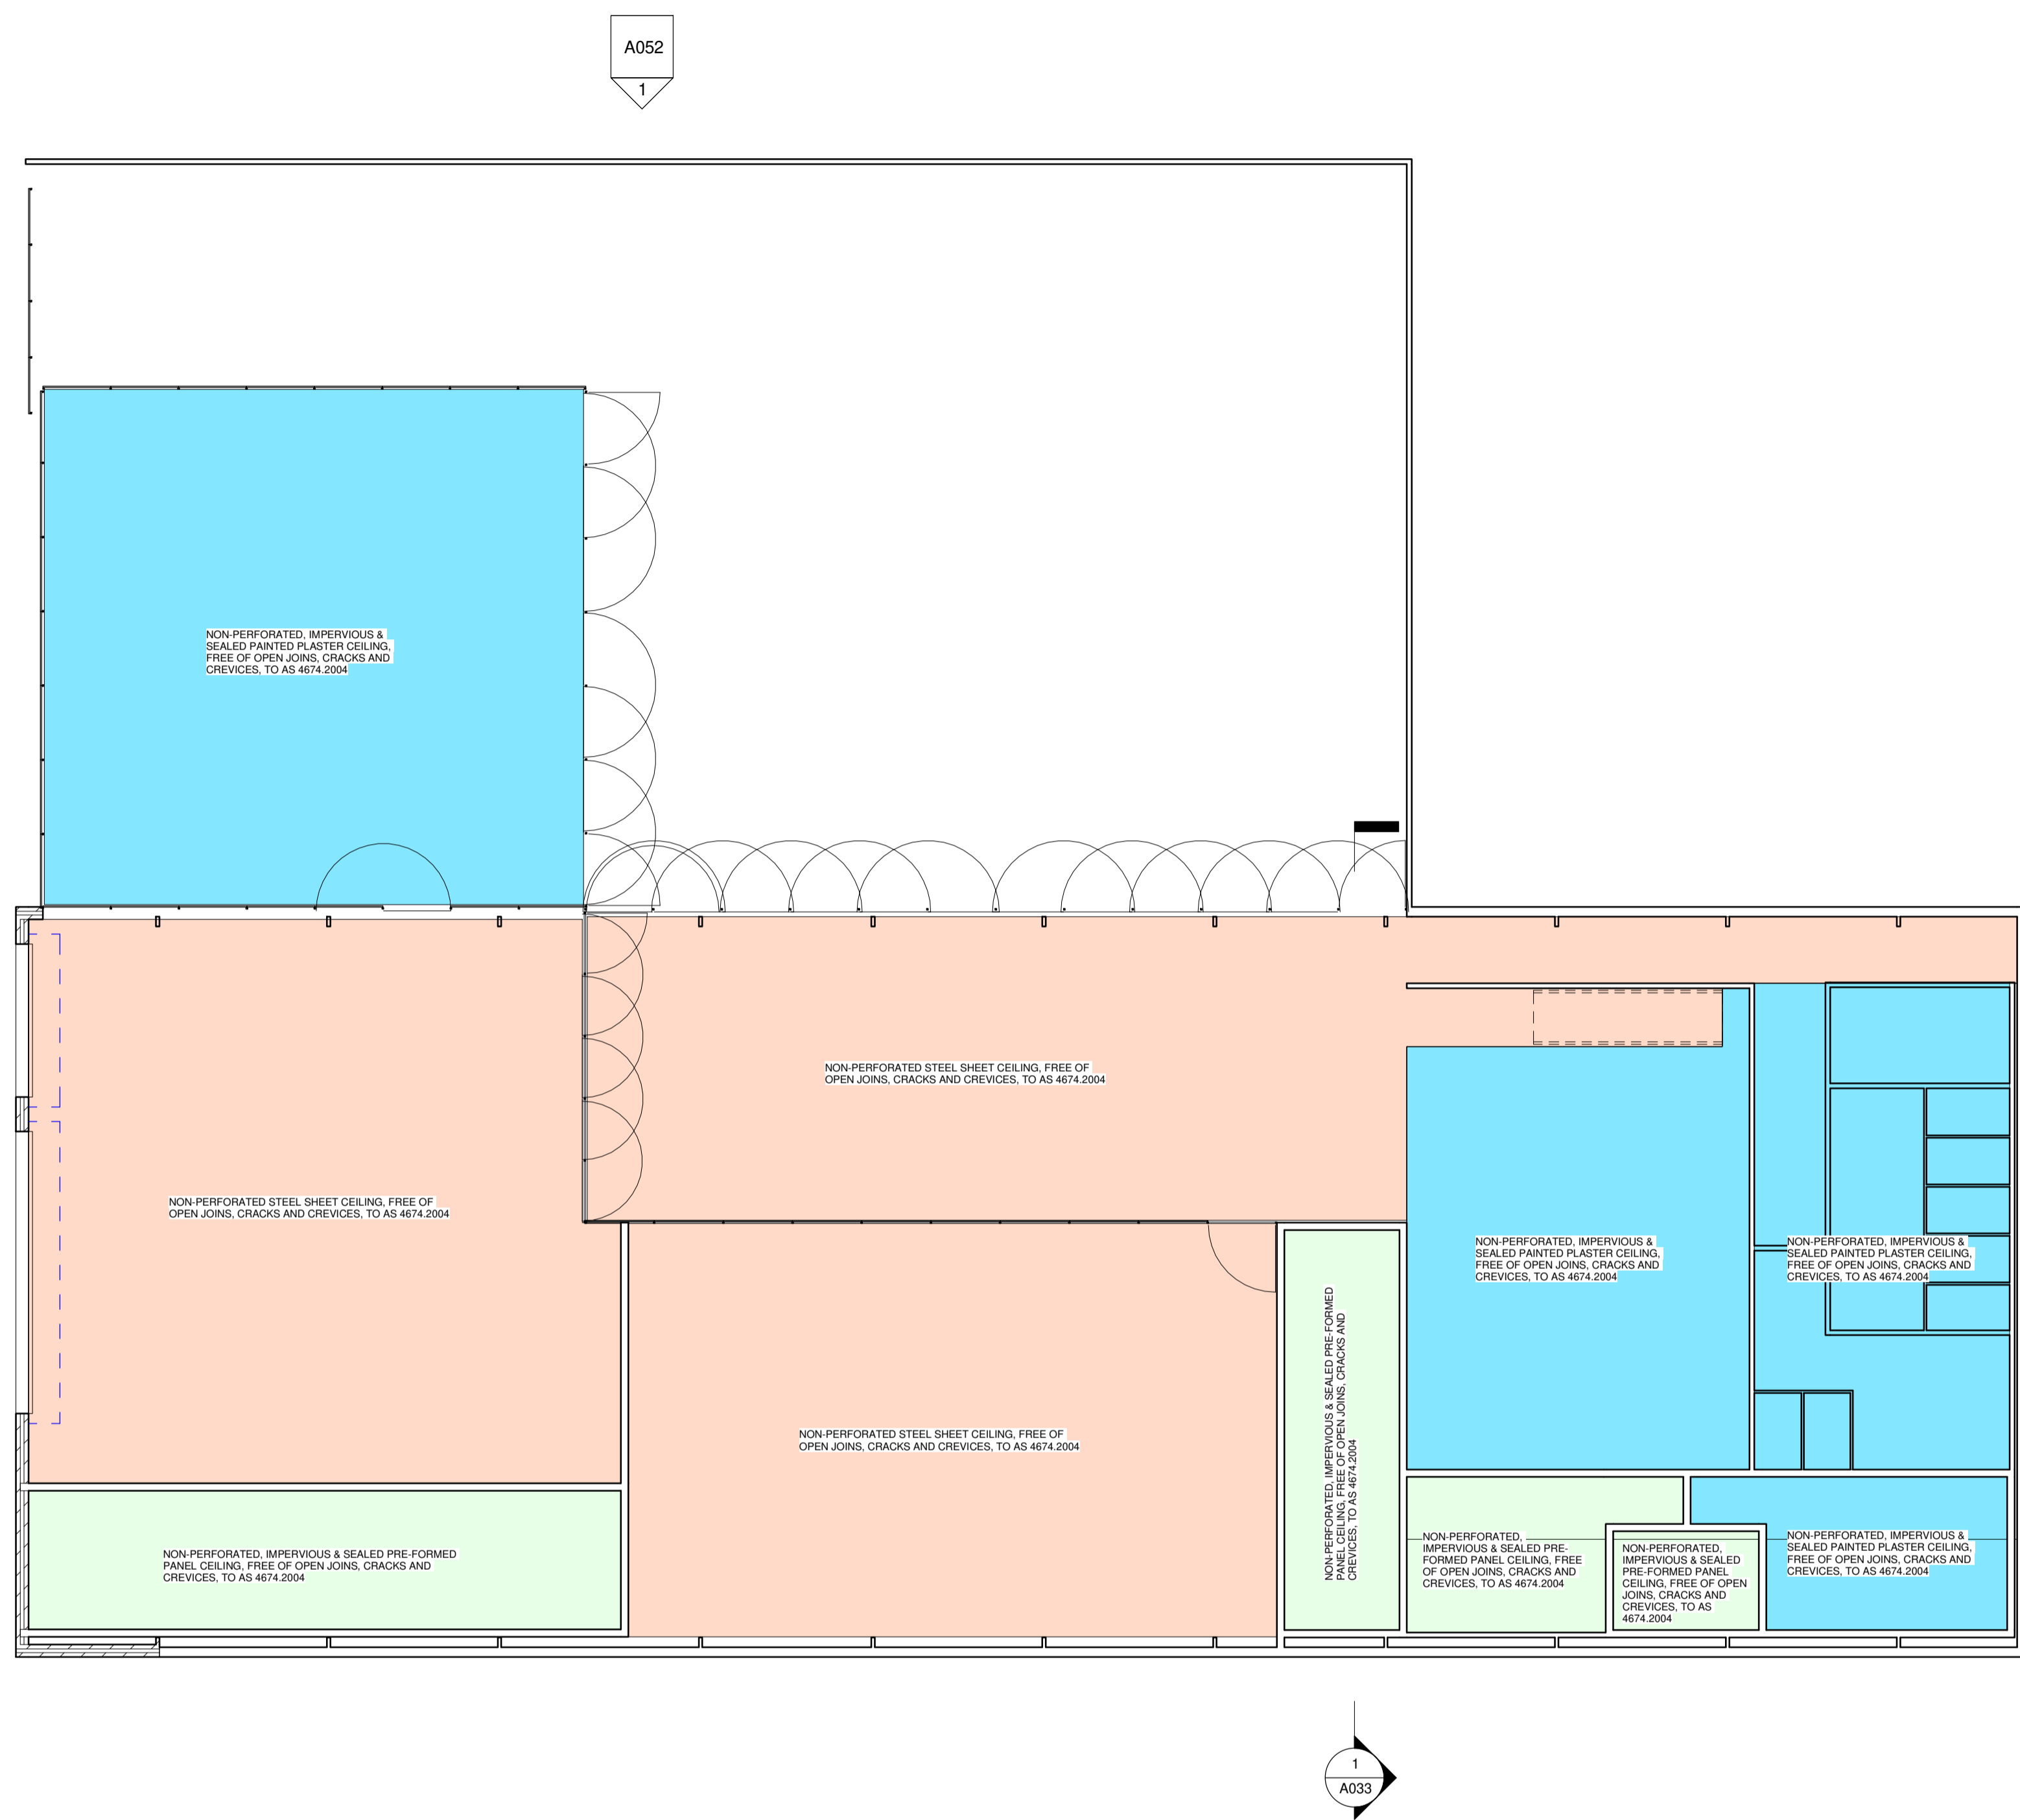 A052
1
NON-PERFORATED, IMPERVIOUS &
SEALED PAINTED PLASTER CEILING,
FREE OF OPEN JOINS, CRACKS AND
CREVICES, TO AS 4674.2004
NON-PERFORATED STEEL SHEET CEILING, FREE OF
OPEN JOINS, CRACKS AND CREVICES, TO AS 4674.2004
NON-PERFORATED STEEL SHEET CEILING, FREE OF
OPEN JOINS, CRACKS AND CREVICES, TO AS 4674.2004
NON-PERFORATED, IMPERVIOUS &
SEALED PAINTED PLASTER CEILING,
FREE OF OPEN JOINS, CRACKS AND
CREVICES, TO AS 4674.2004
NON-PERFORATED, IMPERVIOUS &
SEALED PAINTED PLASTER CEILING,
FREE OF OPEN JOINS, CRACKS AND
CREVICES, TO AS 4674.2004
NON-PERFORATED, IMPERVIOUS & SEALED PRE-FORMED
PANEL CEILING, FREE OF OPEN JOINS, CRACKS AND
CREVICES, TO AS 4674.2004
NON-PERFORATED STEEL SHEET CEILING, FREE OF
OPEN JOINS, CRACKS AND CREVICES, TO AS 4674.2004
NON-PERFORATED, IMPERVIOUS & SEALED PRE-FORMED
PANEL CEILING, FREE OF OPEN JOINS, CRACKS AND
CREVICES, TO AS 4674.2004
NON-PERFORATED,
IMPERVIOUS & SEALED PRE-
FORMED PANEL CEILING, FREE
OF OPEN JOINS, CRACKS AND
CREVICES, TO AS 4674.2004
NON-PERFORATED,
IMPERVIOUS & SEALED
PRE-FORMED PANEL
CEILING, FREE OF OPEN
JOINS, CRACKS AND
CREVICES, TO AS
4674.2004
NON-PERFORATED, IMPERVIOUS &
SEALED PAINTED PLASTER CEILING,
FREE OF OPEN JOINS, CRACKS AND
CREVICES, TO AS 4674.2004
1
A033